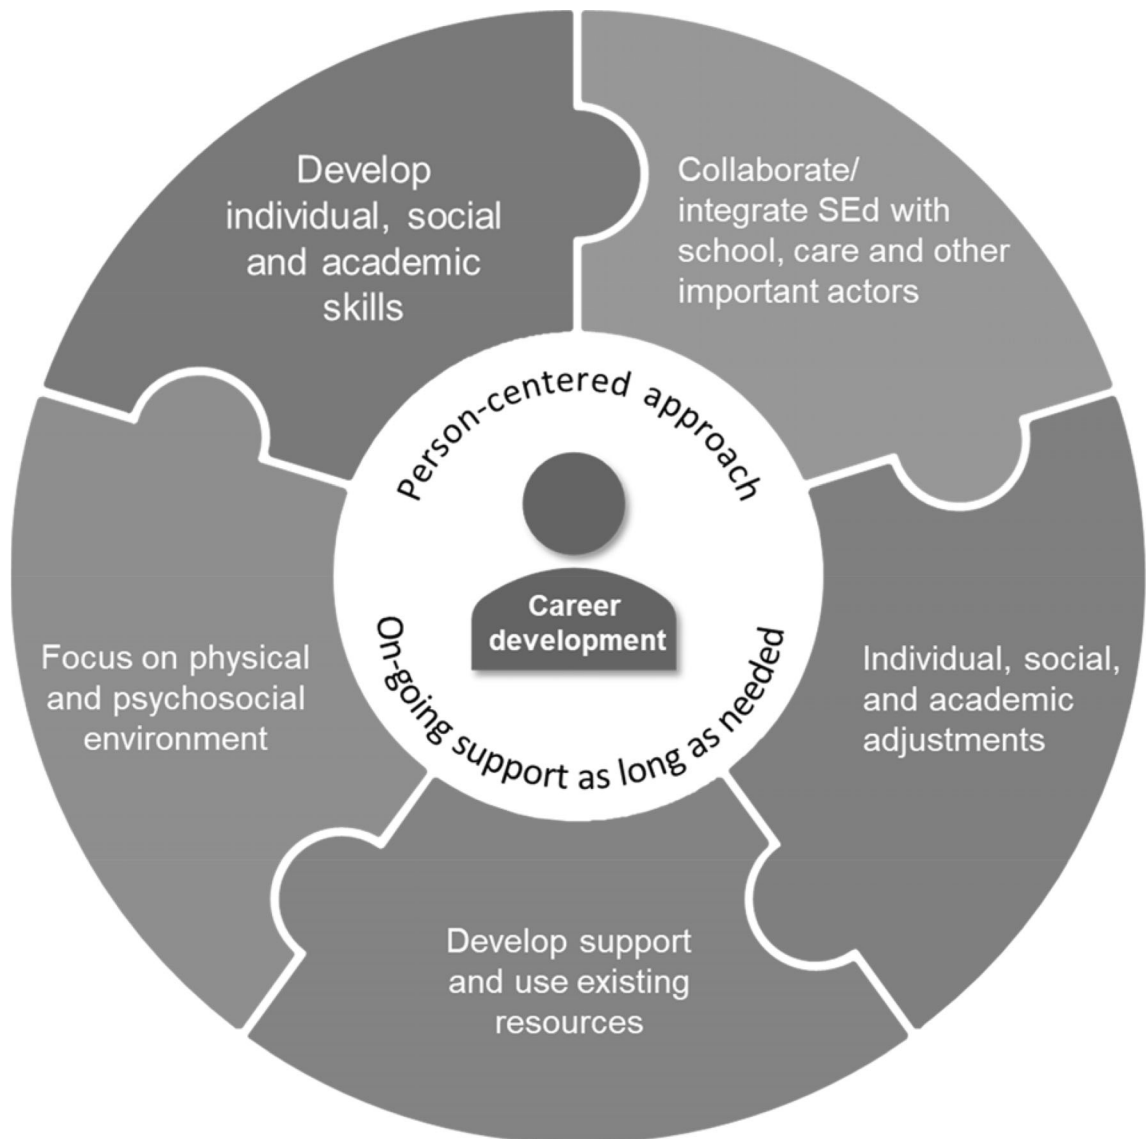 Develop
individual, social
and academic
skills
Collaborate/
integrate SEd with
school, care and other
important actors
Person-centered approach
Career
development
On-going support as long as needed
Focus on physical
and psychosocial
environment
Individual, social,
and academic
adjustments
Develop support
and use existing
resources